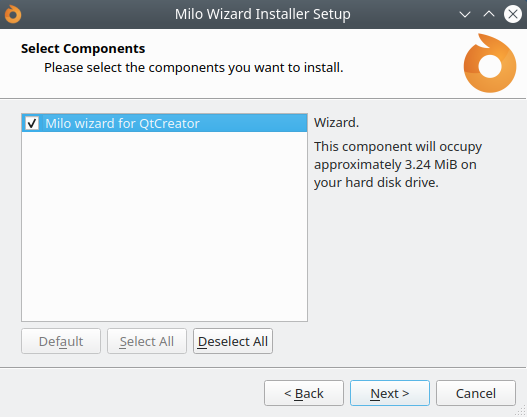 Milo Wizard Installer Setup
Select Components
Please select the components you want to install.
Milo wizard for QtCreator
Wizard.
This component will occupy
approximately 3.24 MiB on
your hard disk drive.
Default
Select All
Deselect All
< Back
Next >
Cancel